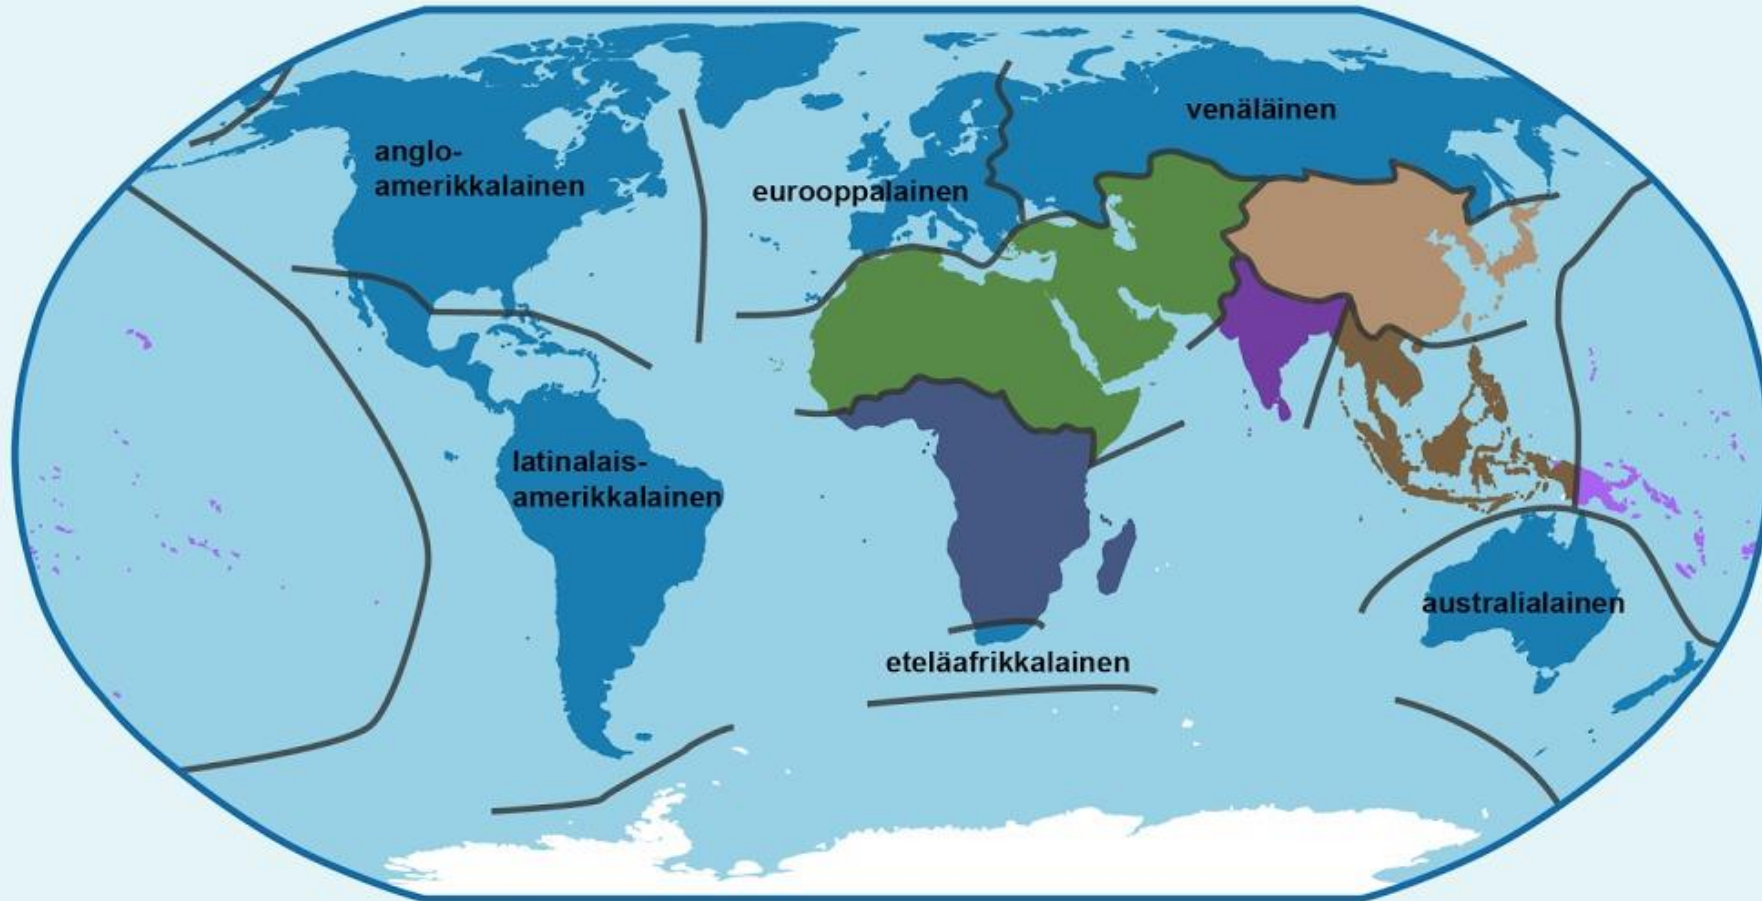 venäläinen
anglo-
amerikkalainen
eurooppalainen
latinalais-
amerikkalainen
australialainen
eteläafrikkalainen